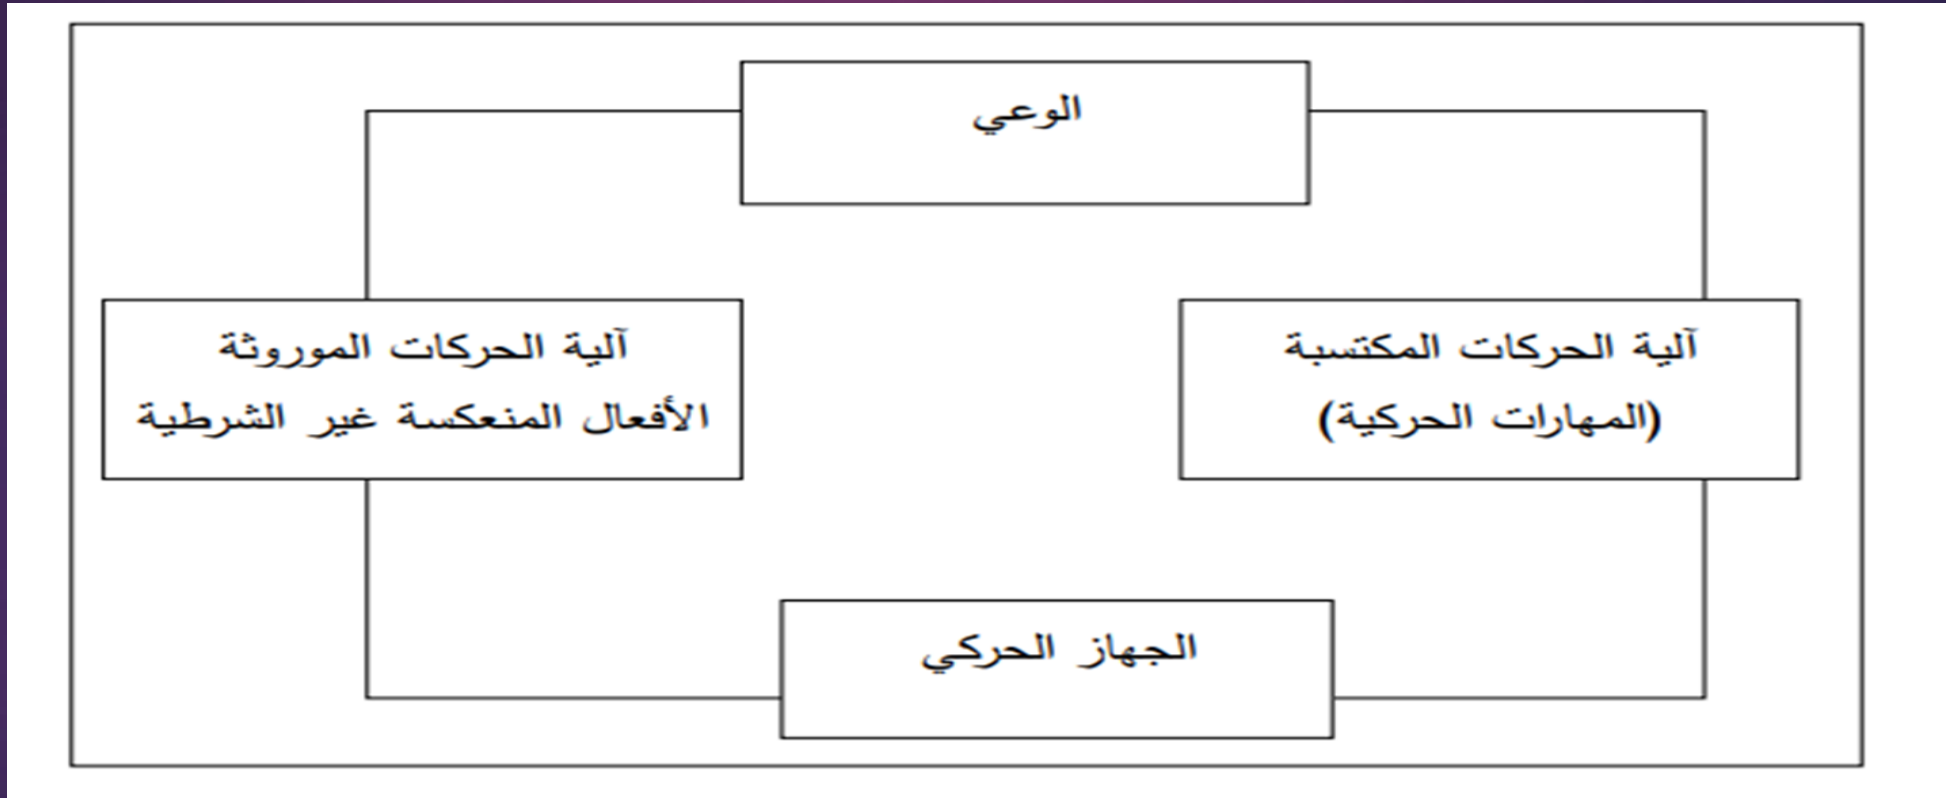 الوعي
آلية الحركات المكتسبة
(المهارات الحركية)
آلية الحركات الموروثة
الأفعال المنعكسة غير الشرطية
الجهاز الحركي